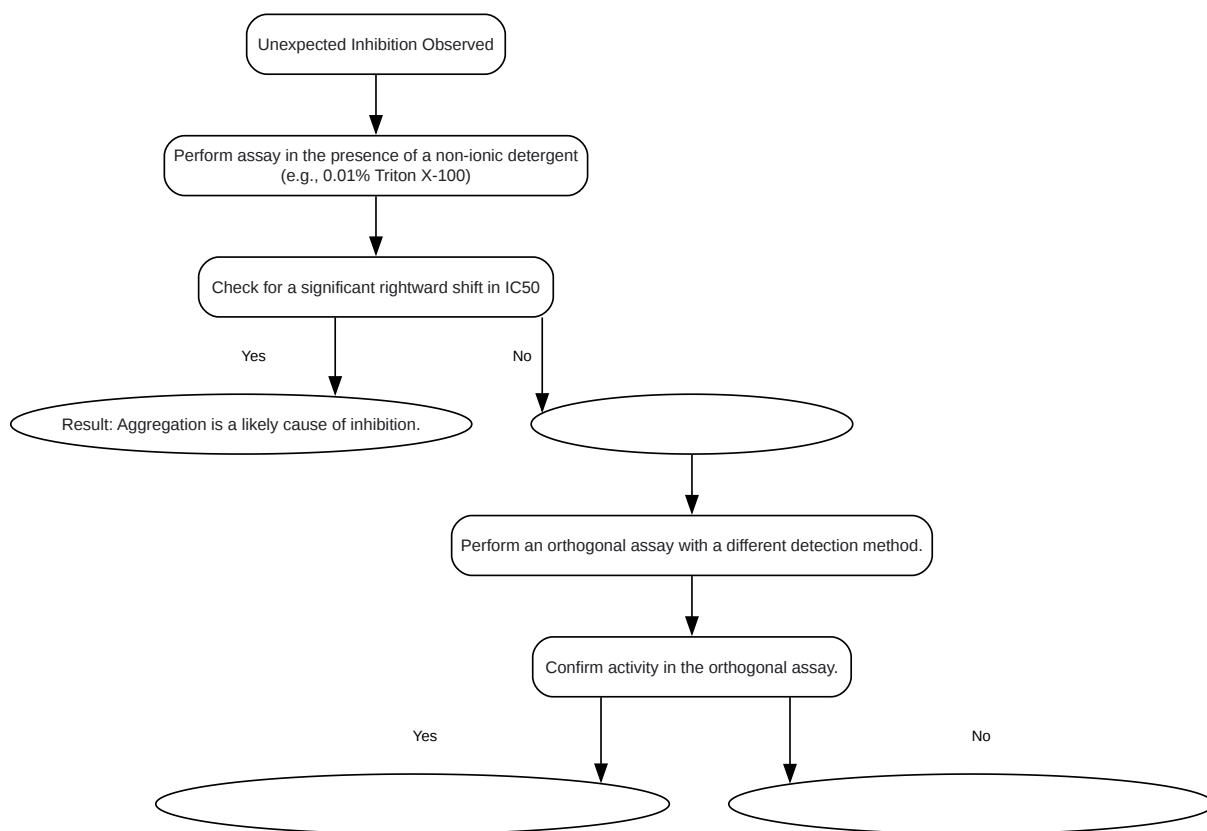 Unexpected Inhibition Observed
Perform assay in the presence of a non-ionic detergent
(e.g., 0.01% Triton X-100)
Check for a significant rightward shift in IC50
Yes
No
Result: Aggregation is a likely cause of inhibition.
Perform an orthogonal assay with a different detection method.
Confirm activity in the orthogonal assay.
Yes
No